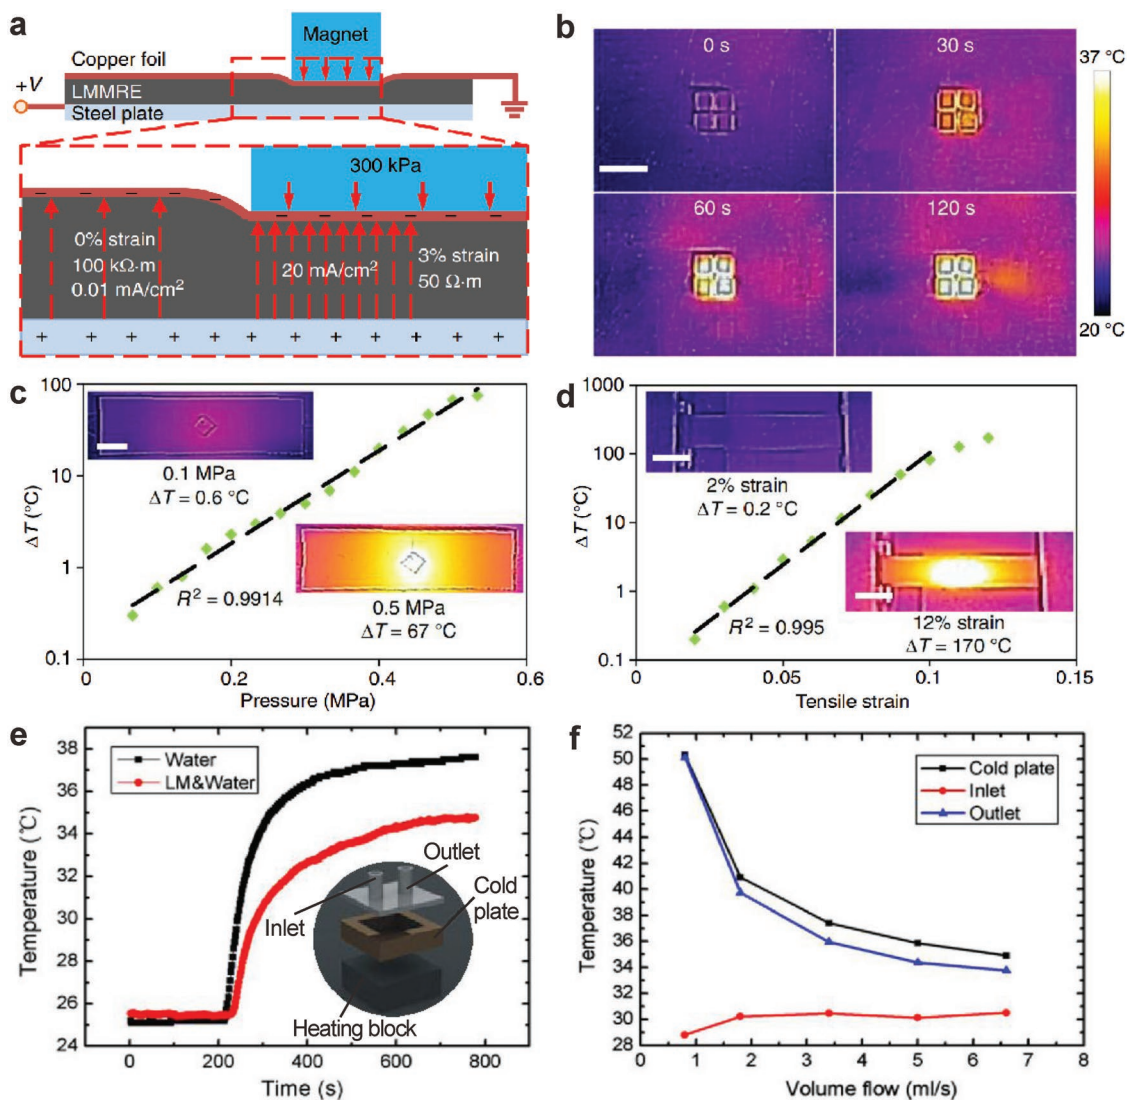 a
Magnet
Copper foil
+V
LMMRE
Steel plate
300 kPa
0% strain
100 kΩ·m
0.01 mA/cm²
20 mA/cm²
3% strain
50 Ω·m
b
0 s
30 s
60 s
120 s
37 °C
20 °C
c
100
10
1
0.1
ΔT (°C)
0.1 MPa
ΔT = 0.6 °C
R² = 0.9914
0.5 MPa
ΔT = 67 °C
0
0.2
0.4
0.6
Pressure (MPa)
d
1000
100
10
1
0.1
ΔT (°C)
2% strain
ΔT = 0.2 °C
R² = 0.995
12% strain
ΔT = 170 °C
0
0.05
0.1
0.15
Tensile strain
e
38
36
34
32
30
28
26
24
Temperature (℃)
Water
LM&Water
Outlet
Inlet
Cold
plate
Heating block
0
200
400
600
800
Time (s)
f
52
50
48
46
44
42
40
38
36
34
32
30
28
Temperature (℃)
Cold plate
Inlet
Outlet
0
1
2
3
4
5
6
7
8
Volume flow (ml/s)